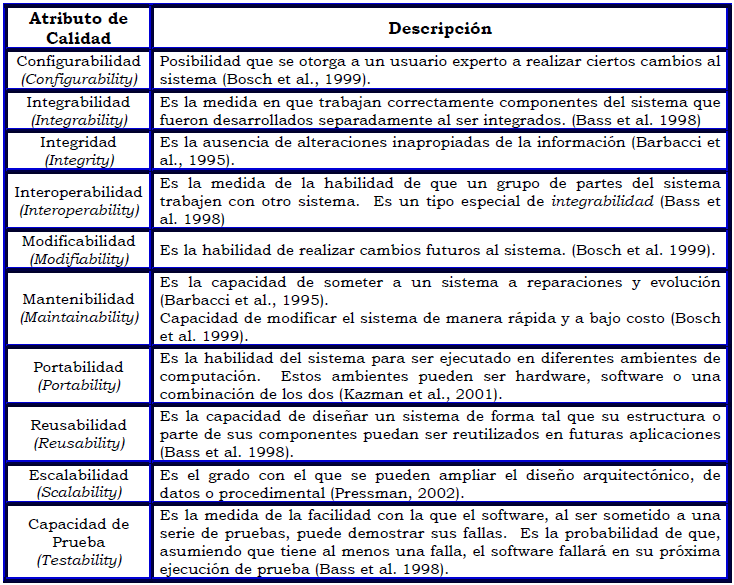 Atributo de
Calidad
Descripción
Configurabilidad
(Configurability)
Posibilidad que se otorga a un usuario experto a realizar ciertos cambios al
sistema (Bosch et al., 1999).
Integrabilidad
(Integrability)
Es la medida en que trabajan correctamente componentes del sistema que
fueron desarrollados separadamente al ser integrados. (Bass et al. 1998)
Integridad
(Integrity)
Es la ausencia de alteraciones inapropiadas de la información (Barbacci et
al., 1995).
Interoperabilidad
(Interoperability)
Es la medida de la habilidad de que un grupo de partes del sistema
trabajen con otro sistema. Es un tipo especial de integrabilidad (Bass et
al. 1998)
Modificabilidad
(Modifiability)
Es la habilidad de realizar cambios futuros al sistema. (Bosch et al. 1999).
Mantenibilidad
(Maintainability)
Es la capacidad de someter a un sistema a reparaciones y evolución
(Barbacci et al., 1995).
Capacidad de modificar el sistema de manera rápida y a bajo costo (Bosch
et al. 1999).
Portabilidad
(Portability)
Es la habilidad del sistema para ser ejecutado en diferentes ambientes de
computación. Estos ambientes pueden ser hardware, software o una
combinación de los dos (Kazman et al., 2001).
Reusabilidad
(Reusability)
Es la capacidad de diseñar un sistema de forma tal que su estructura o
parte de sus componentes puedan ser reutilizados en futuras aplicaciones
(Bass et al. 1998).
Escalabilidad
(Scalability)
Es el grado con el que se pueden ampliar el diseño arquitectónico, de
datos o procedimental (Pressman, 2002).
Capacidad de
Prueba
(Testability)
Es la medida de la facilidad con la que el software, al ser sometido a una
serie de pruebas, puede demostrar sus fallas. Es la probabilidad de que,
asumiendo que tiene al menos una falla, el software fallará en su próxima
ejecución de prueba (Bass et al. 1998).